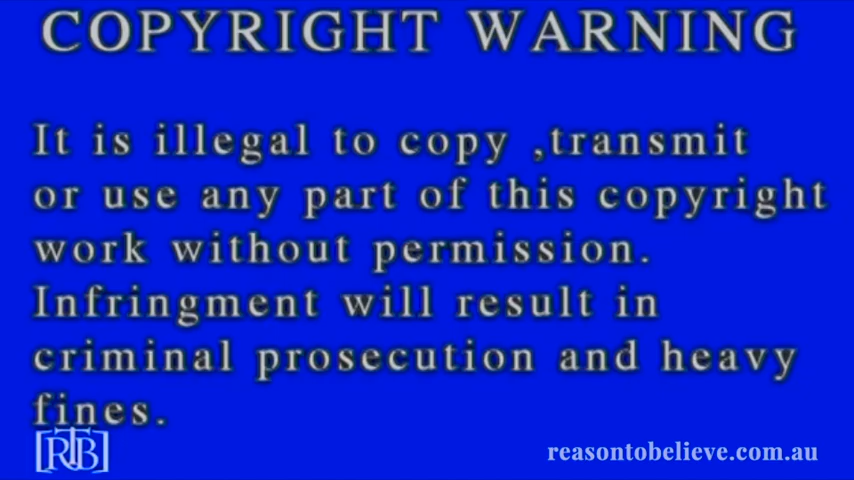 COPYRIGHT WARNING
It is illegal to copy ,transmit
or use any part of this copyright
work without permission.
Infringment will result in
criminal prosecution and heavy
fines.
[RTB]
reasontobelieve.com.au